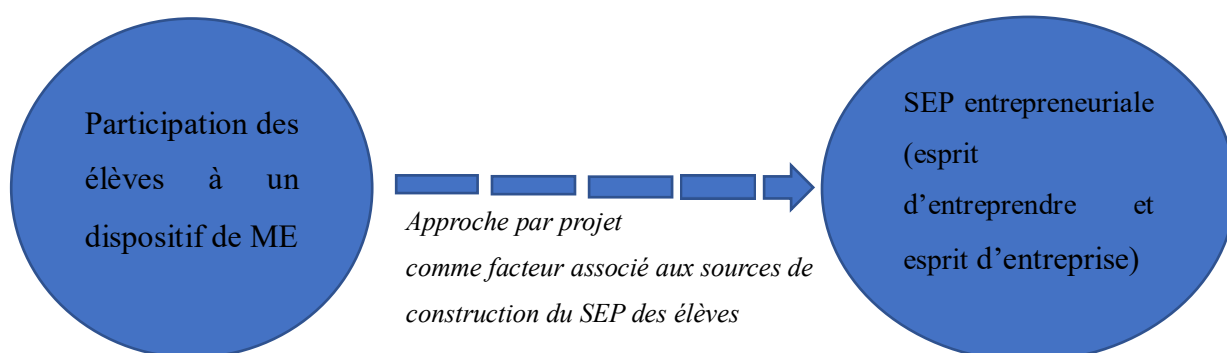 Participation des
élèves à un
dispositif de ME
Approche par projet
comme facteur associé aux sources de
construction du SEP des élèves
SEP entrepreneuriale
(esprit
d’entreprendre et
esprit d’entreprise)